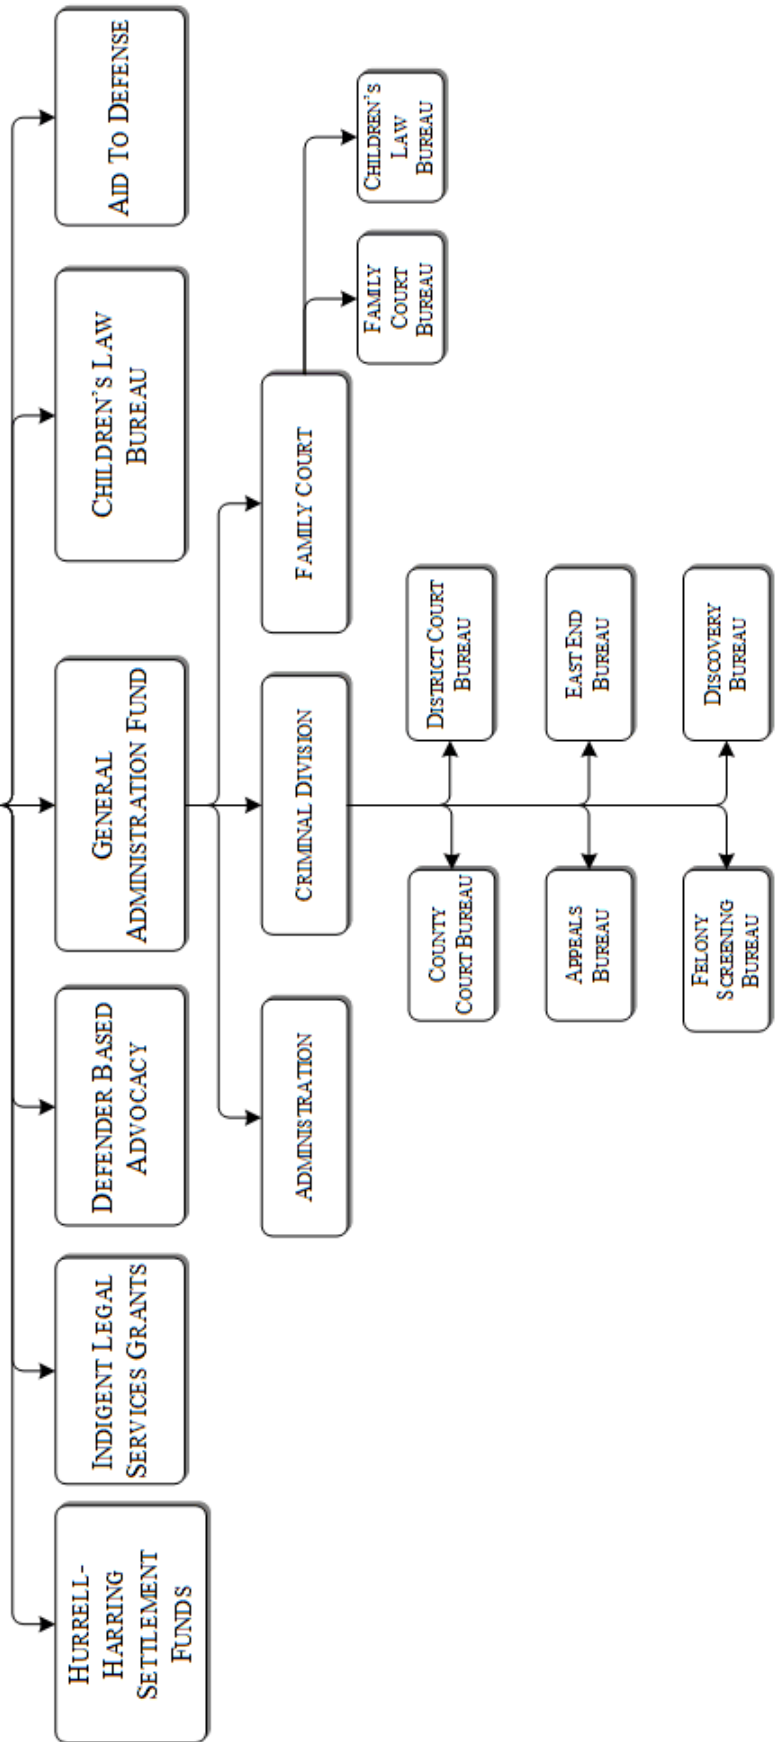 HURRELL-
HARRING
SETTLEMENT
FUNDS
INDIGENT LEGAL
SERVICES GRANTS
DEFENDER BASED
ADVOCACY
GENERAL
ADMINISTRATION FUND
CHILDREN'S LAW
BUREAU
AID TO DEFENSE
ADMINISTRATION
CRIMINAL DIVISION
FAMILY COURT
FAMILY
COURT
BUREAU
CHILDREN'S
LAW
BUREAU
COUNTY
COURT BUREAU
DISTRICT COURT
BUREAU
APPEALS
BUREAU
EAST END
BUREAU
FELONY
SCREENING
BUREAU
DISCOVERY
BUREAU